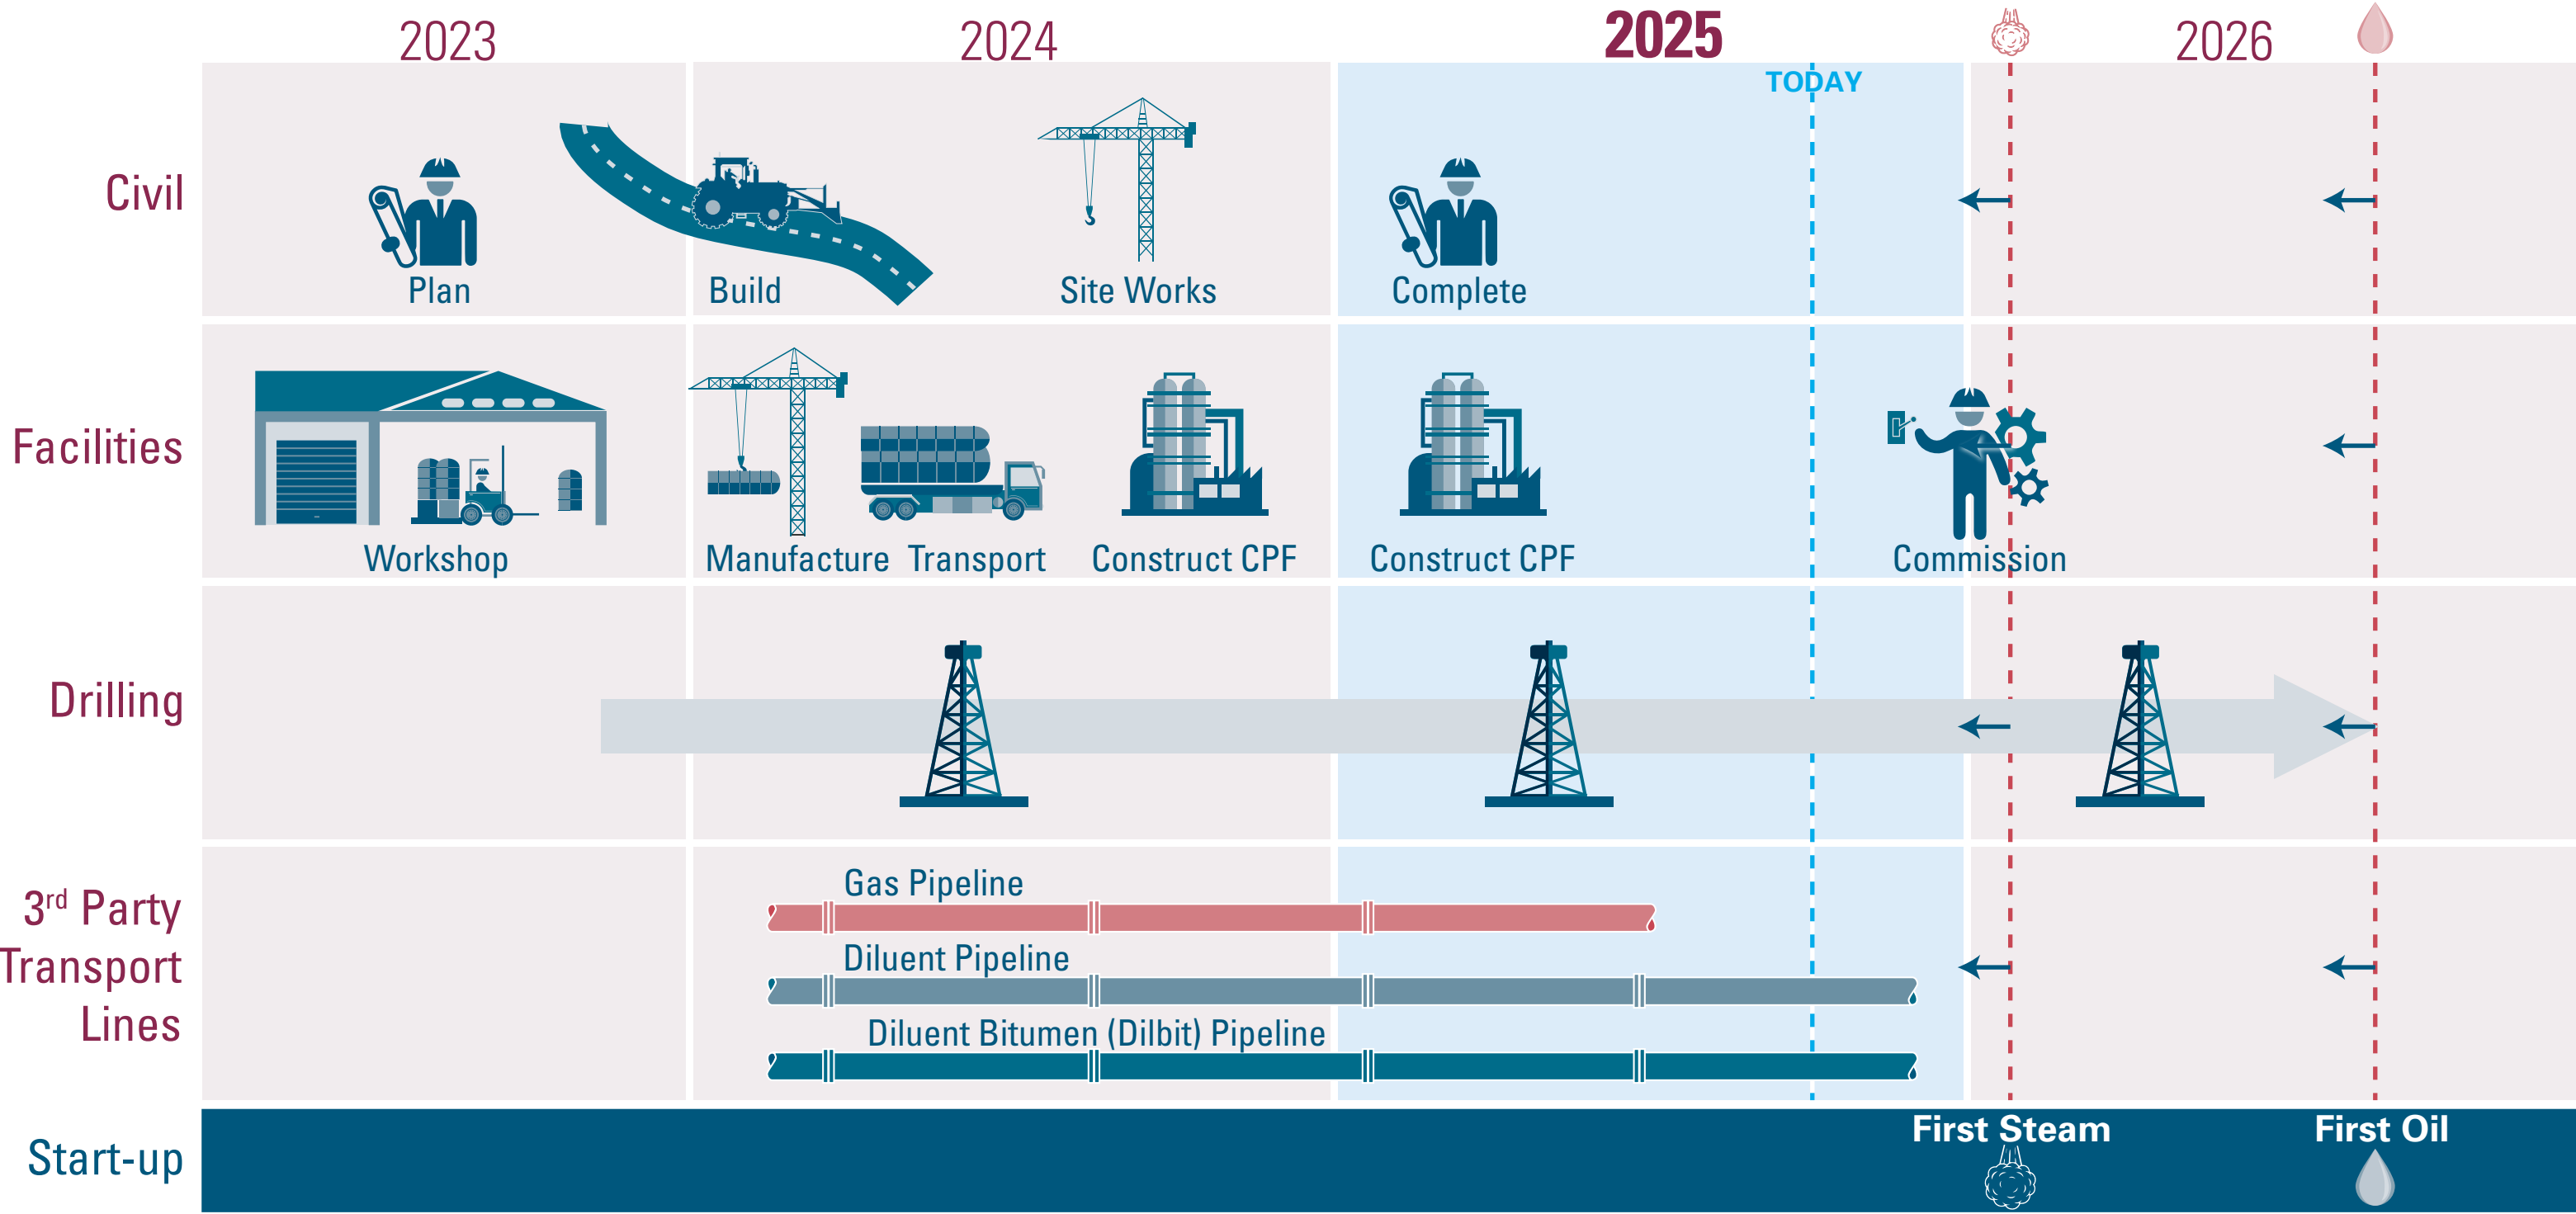 2023
2024
2025
2026
TODAY
Civil
Plan
Build
Site Works
Complete
Facilities
Workshop
Manufacture
Transport
Construct CPF
Construct CPF
Commission
Drilling
3rd Party
Transport
Lines
Gas Pipeline
Diluent Pipeline
Diluent Bitumen (Dilbit) Pipeline
Start-up
First Steam
First Oil